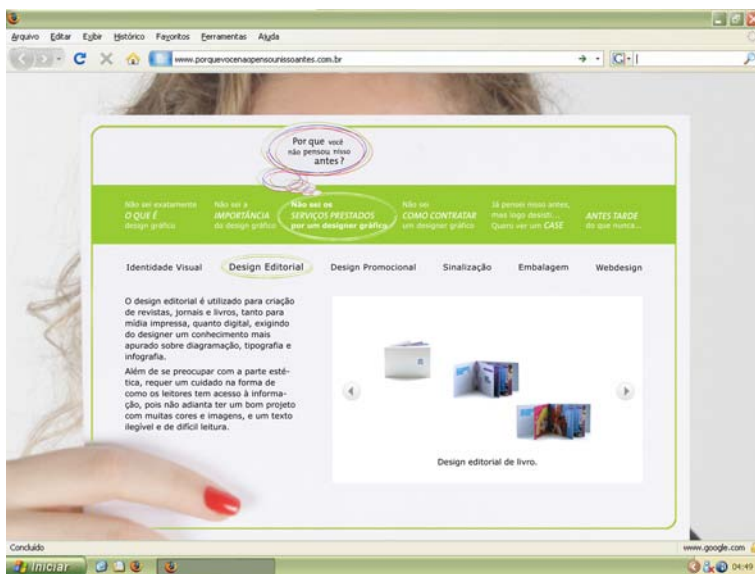 Arquivo Editar Exibir Histórico Favoritos Ferramentas Ajuda
www.porquevocenaopensounissoantes.com.br
G
Por que você
não pensou nisso
antes?
Não sei exatamente
O QUE É
design gráfico
Não sei a
IMPORTÂNCIA
do design gráfico
Não sei os
SERVIÇOS PRESTADOS
por um designer gráfico
Não sei
COMO CONTRATAR
um designer gráfico
Já pensei nisso antes,
mas logo desisti...
Quero ver um CASE
ANTES TARDE
do que nunca...
Identidade Visual Design Editorial Design Promocional Sinalização Embalagem Webdesign
O design editorial é utilizado para criação
de revistas, jornais e livros, tanto para
mídia impressa, quanto digital, exigindo
do designer um conhecimento mais
apurado sobre diagramação, tipografia e
infografia.
Além de se preocupar com a parte esté-
tica, requer um cuidado na forma de
como os leitores tem acesso à informa-
ção, pois não adianta ter um bom projeto
com muitas cores e imagens, e um texto
ilegível e de difícil leitura.
Design editorial de livro.
Concluído
www.google.com
Iniciar
04:49